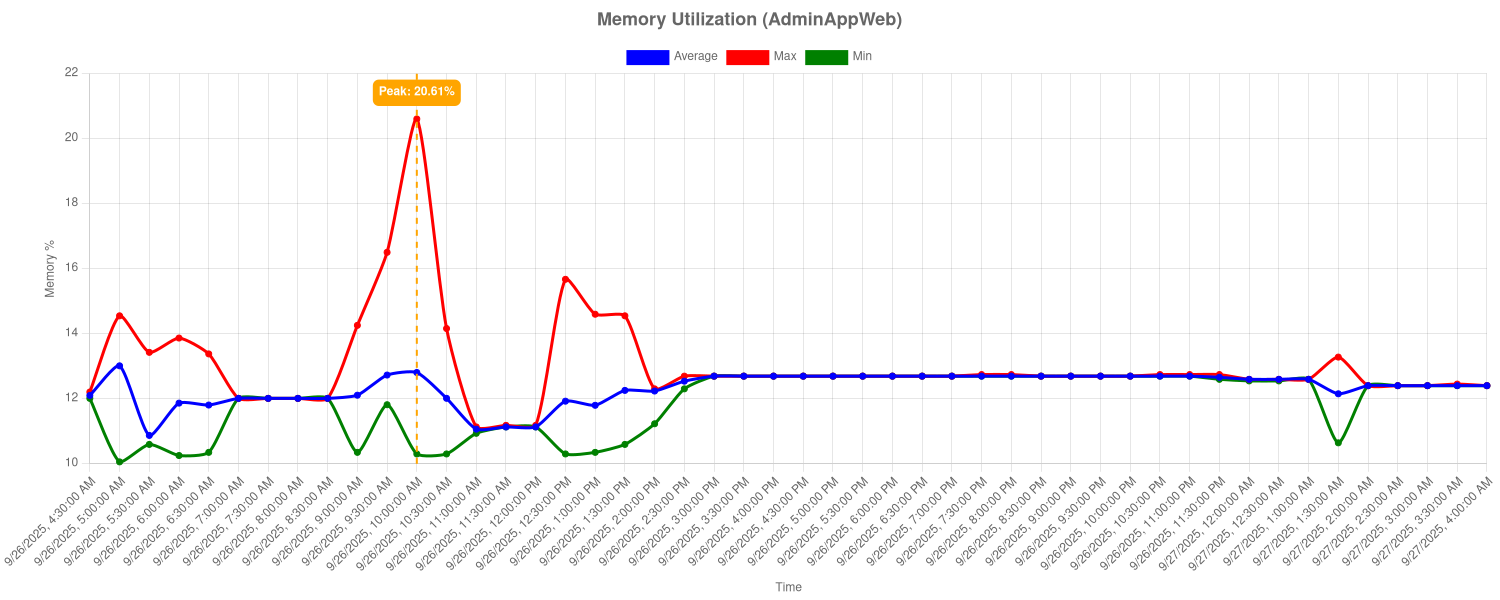 Memory Utilization (AdminAppWeb)
Average Max Min
Peak: 20.61%
Memory %
22
20
18
16
14
12
10
9/26/2025, 4:30:00 AM
9/26/2025, 5:00:00 AM
9/26/2025, 5:30:00 AM
9/26/2025, 6:00:00 AM
9/26/2025, 6:30:00 AM
9/26/2025, 7:00:00 AM
9/26/2025, 7:30:00 AM
9/26/2025, 8:00:00 AM
9/26/2025, 8:30:00 AM
9/26/2025, 9:00:00 AM
9/26/2025, 9:30:00 AM
9/26/2025, 10:00:00 AM
9/26/2025, 10:30:00 AM
9/26/2025, 11:00:00 AM
9/26/2025, 11:30:00 AM
9/26/2025, 12:00:00 PM
9/26/2025, 12:30:00 PM
9/26/2025, 1:00:00 PM
9/26/2025, 1:30:00 PM
9/26/2025, 2:00:00 PM
9/26/2025, 2:30:00 PM
9/26/2025, 3:00:00 PM
9/26/2025, 3:30:00 PM
9/26/2025, 4:00:00 PM
9/26/2025, 4:30:00 PM
9/26/2025, 5:00:00 PM
9/26/2025, 5:30:00 PM
9/26/2025, 6:00:00 PM
9/26/2025, 6:30:00 PM
9/26/2025, 7:00:00 PM
9/26/2025, 7:30:00 PM
9/26/2025, 8:00:00 PM
9/26/2025, 8:30:00 PM
9/26/2025, 9:00:00 PM
9/26/2025, 9:30:00 PM
9/26/2025, 10:00:00 PM
9/26/2025, 10:30:00 PM
9/26/2025, 11:00:00 PM
9/26/2025, 11:30:00 PM
9/27/2025, 12:00:00 AM
9/27/2025, 12:30:00 AM
9/27/2025, 1:00:00 AM
9/27/2025, 1:30:00 AM
9/27/2025, 2:00:00 AM
9/27/2025, 2:30:00 AM
9/27/2025, 3:00:00 AM
9/27/2025, 3:30:00 AM
9/27/2025, 4:00:00 AM
Time